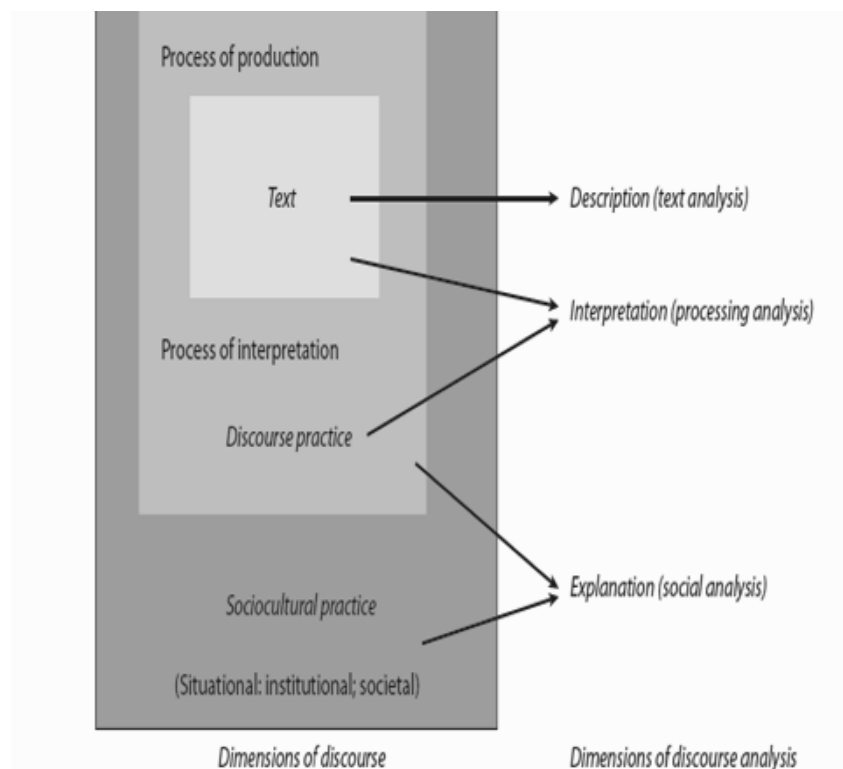 Process of production
Text
Description (text analysis)
Interpretation (processing analysis)
Process of interpretation
Discourse practice
Explanation (social analysis)
Sociocultural practice
(Situational: institutional; societal)
Dimensions of discourse
Dimensions of discourse analysis